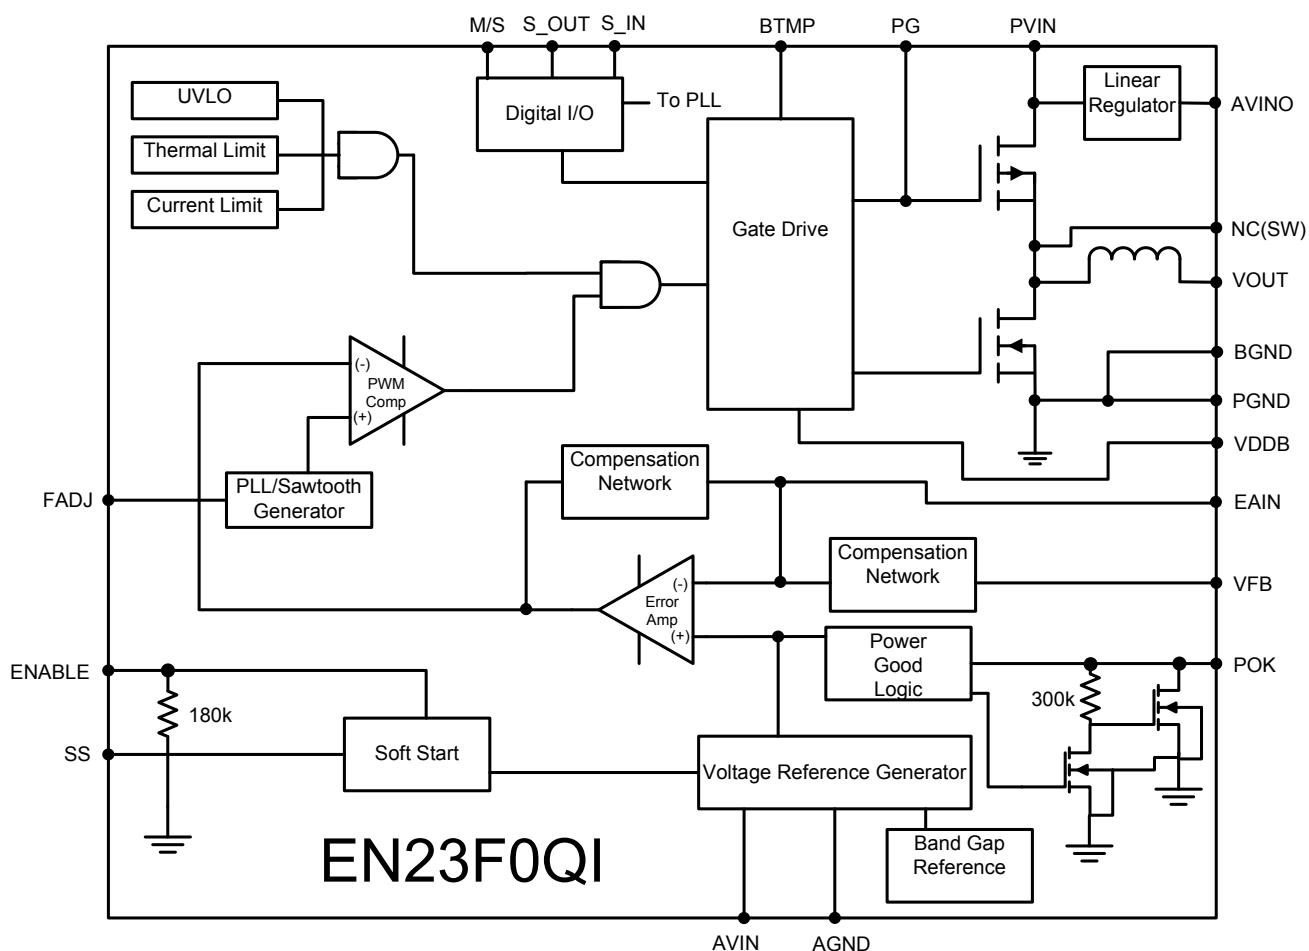 M/S
S_OUT
S_IN
BTMP
PG
PVIN
UVLO
Thermal Limit
Current Limit
Digital I/O
To PLL
Linear
Regulator
AVINO
Gate Drive
NC(SW)
VOUT
BGND
PGND
VDDB
(-)
PWM
Comp
(+)
PLL/Sawtooth
Generator
FADJ
Compensation
Network
EAIN
Compensation
Network
VFB
(-)
Error
Amp
(+)
Power
Good
Logic
POK
300k
ENABLE
180k
SS
Soft Start
Voltage Reference Generator
Band Gap
Reference
EN23F0QI
AVIN
AGND